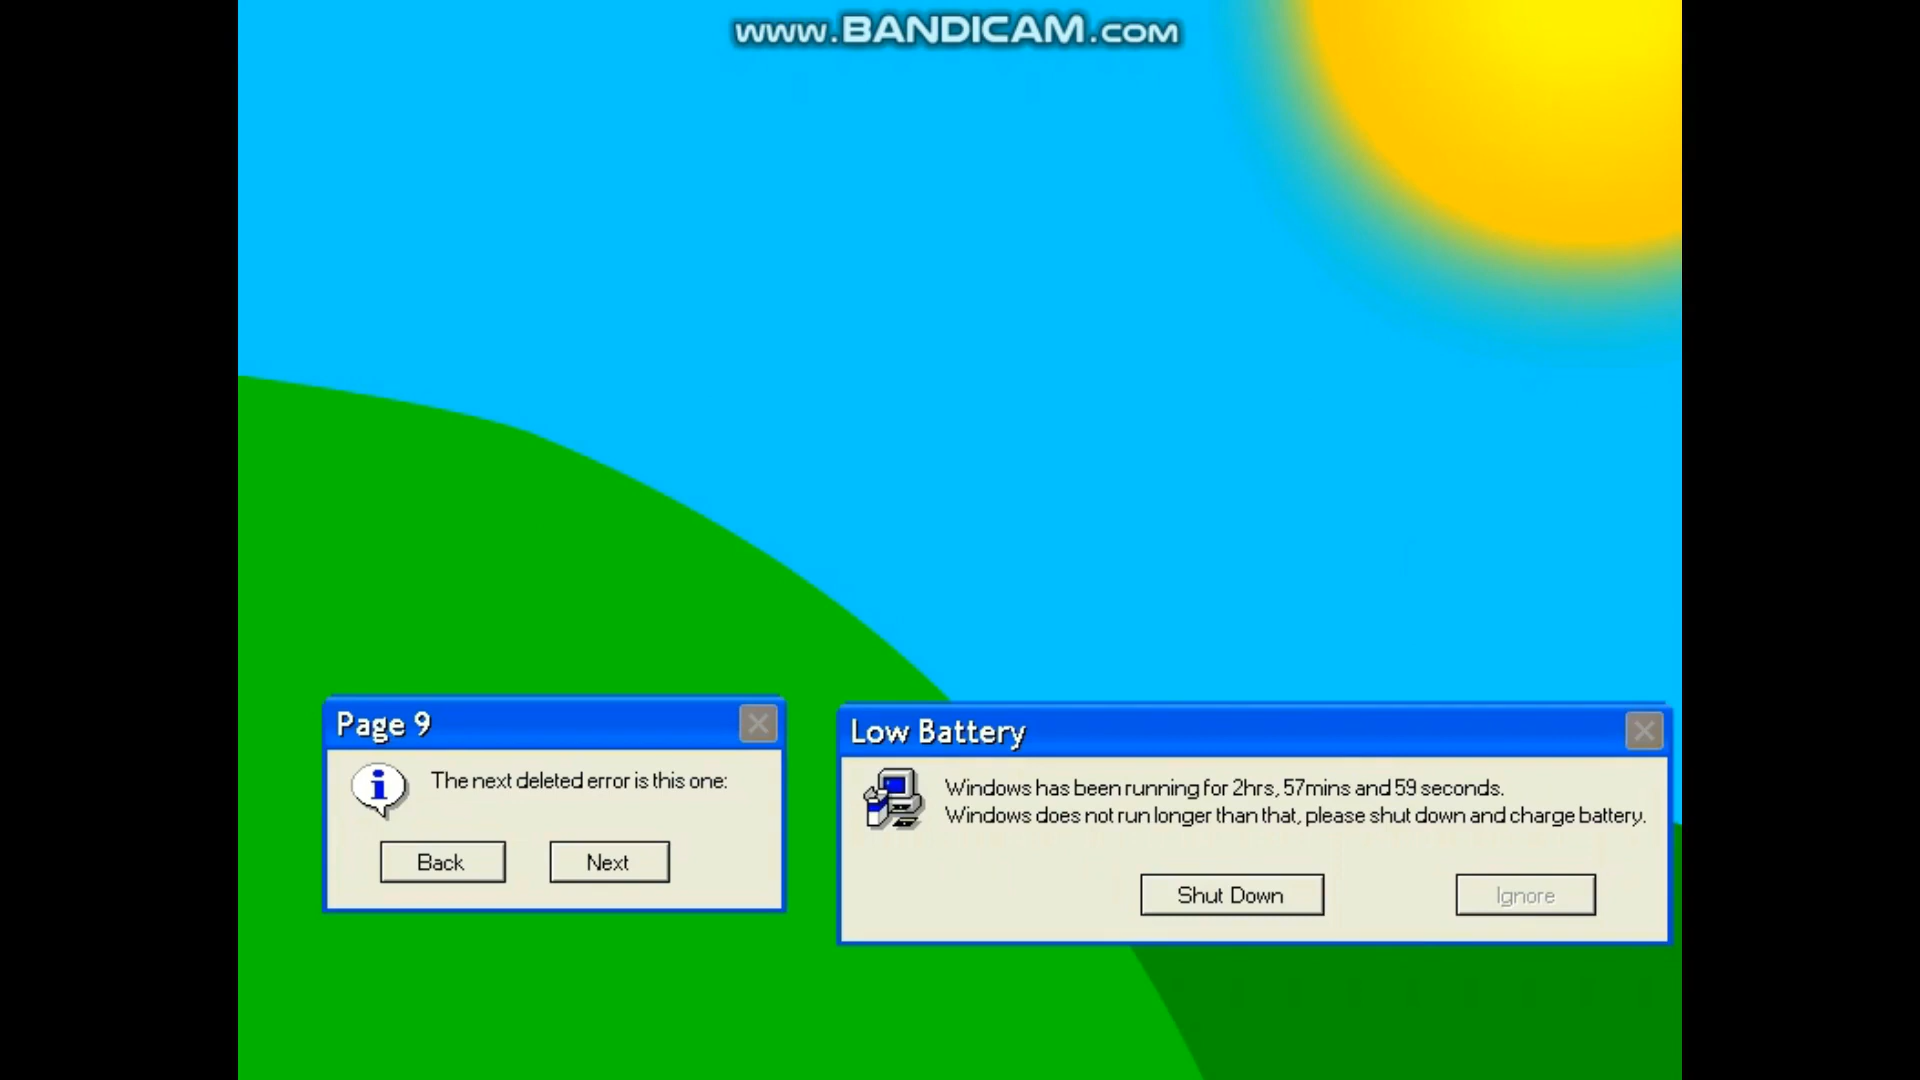 www.BANDICAM.com
Page 9
The next deleted error is this one:
Back
Next
Low Battery
Windows has been running for 2hrs, 57mins and 59 seconds.
Windows does not run longer than that, please shut down and charge battery.
Shut Down
Ignore